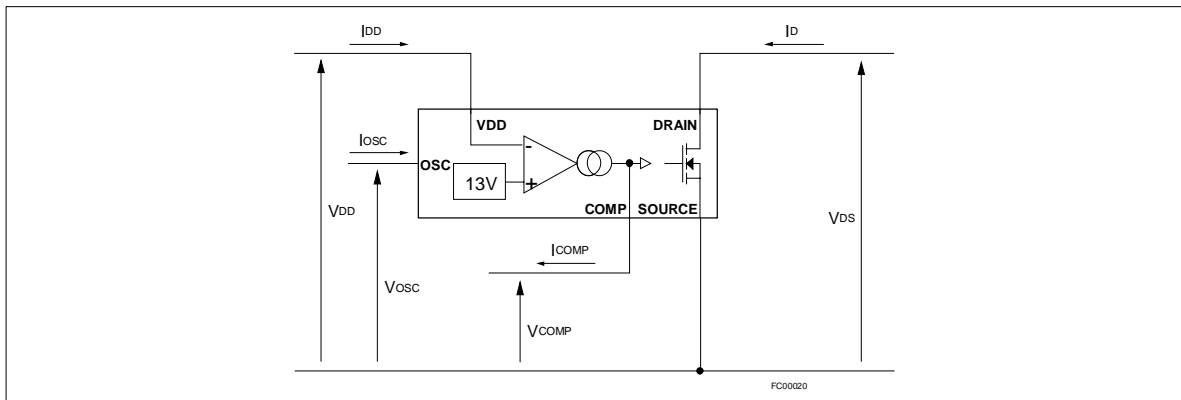 IDD
ID
VDD
DRAIN
IOSC
OSC
-
13V
+
COMP
SOURCE
VDD
VDS
ICOMP
VOSC
VCOMP
FC00020